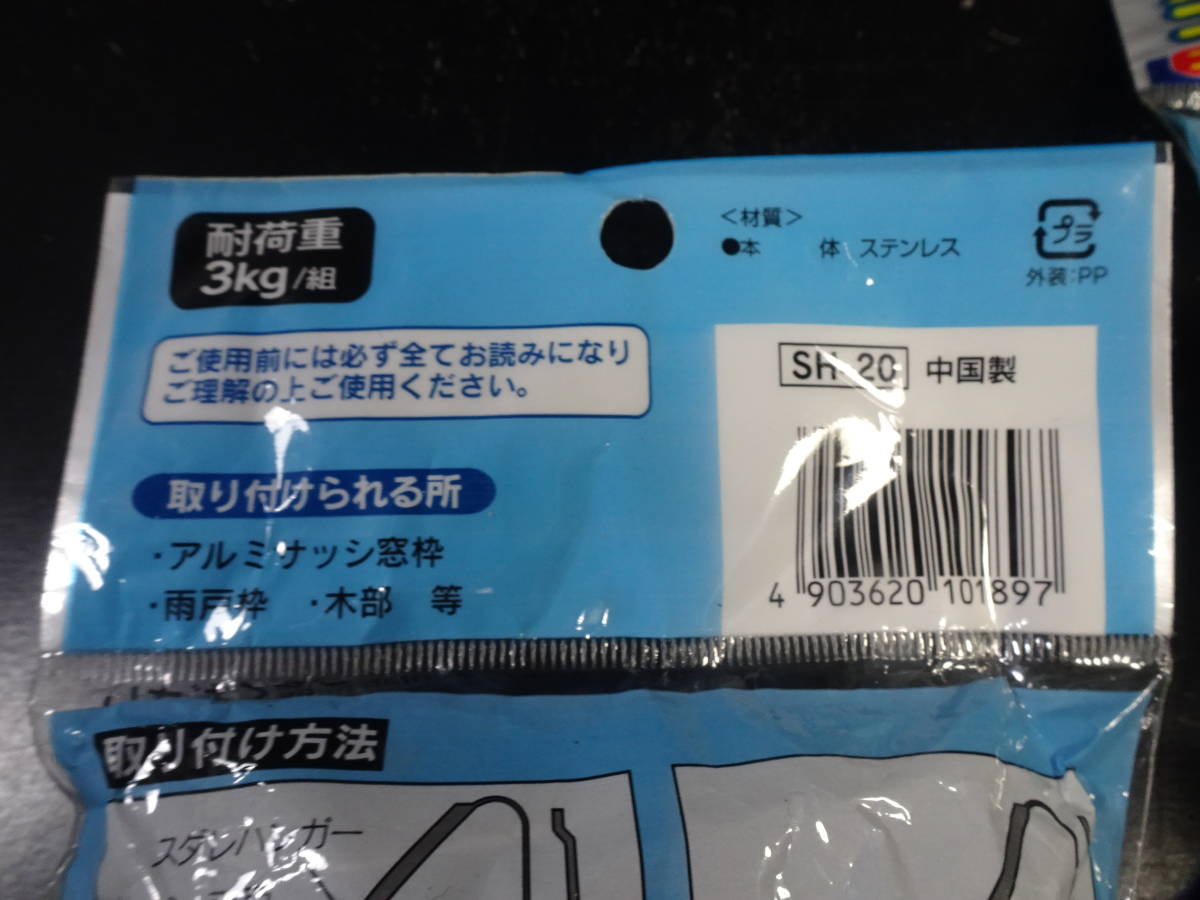 耐荷重
3kg/組
<材質>
●本　体 ステンレス
プラ
外装:PP
ご使用前には必ず全てお読みになり
ご理解の上ご使用ください。
SH-20 中国製
取り付けられる所
・アルミサッシ窓枠
・雨戸枠 ・木部 等
4 903620 101897
取り付け方法
スダレハンガー